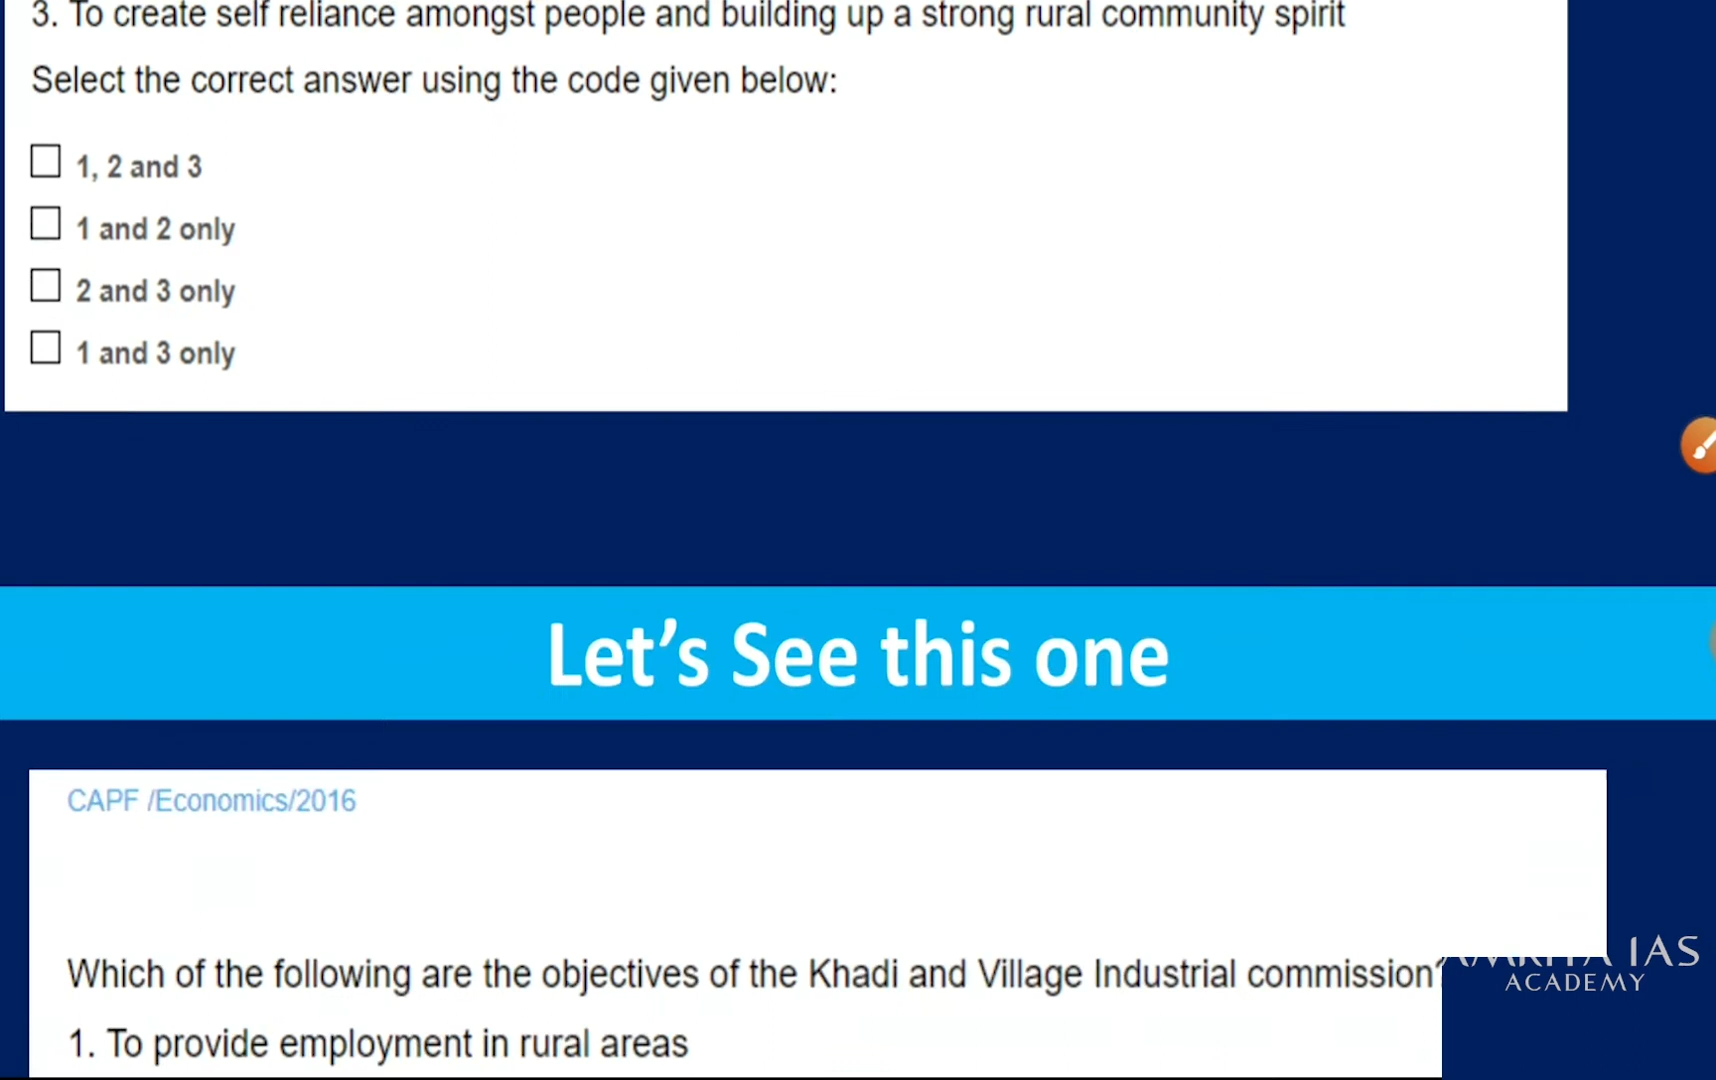 3. To create self reliance amongst people and building up a strong rural community spirit
Select the correct answer using the code given below:
1, 2 and 3
1 and 2 only
2 and 3 only
1 and 3 only
Let's See this one
CAPF /Economics/2016
Which of the following are the objectives of the Khadi and Village Industrial commission?
IAS
ACADEMY
1. To provide employment in rural areas